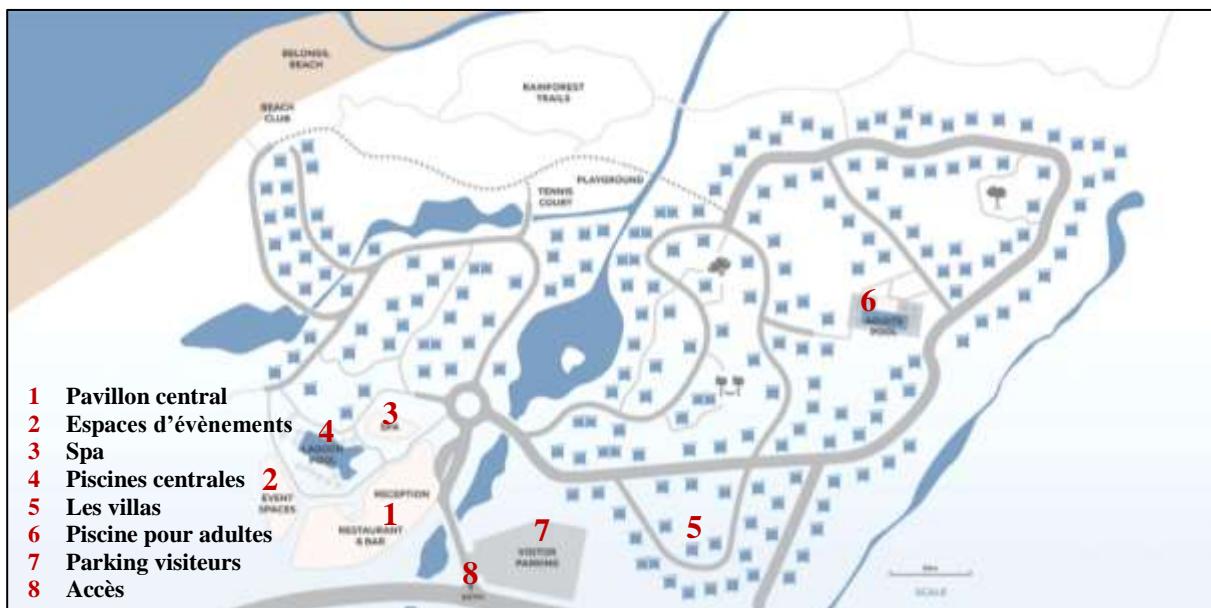 BELONGIL
BEACH
BEACH
CLUB
RAINFOREST
TRAILS
PLAYGROUND
TENNIS
COURT
6
ADULTS
POOL
3
SPA
4
LAGOON
POOL
2
EVENT
SPACES
RECEPTION
1
RESTAURANT
& BAR
5
7
VISITOR
PARKING
8
ENTRY
SCALE
1 Pavillon central
2 Espaces d'évènements
3 Spa
4 Piscines centrales
5 Les villas
6 Piscine pour adultes
7 Parking visiteurs
8 Accès